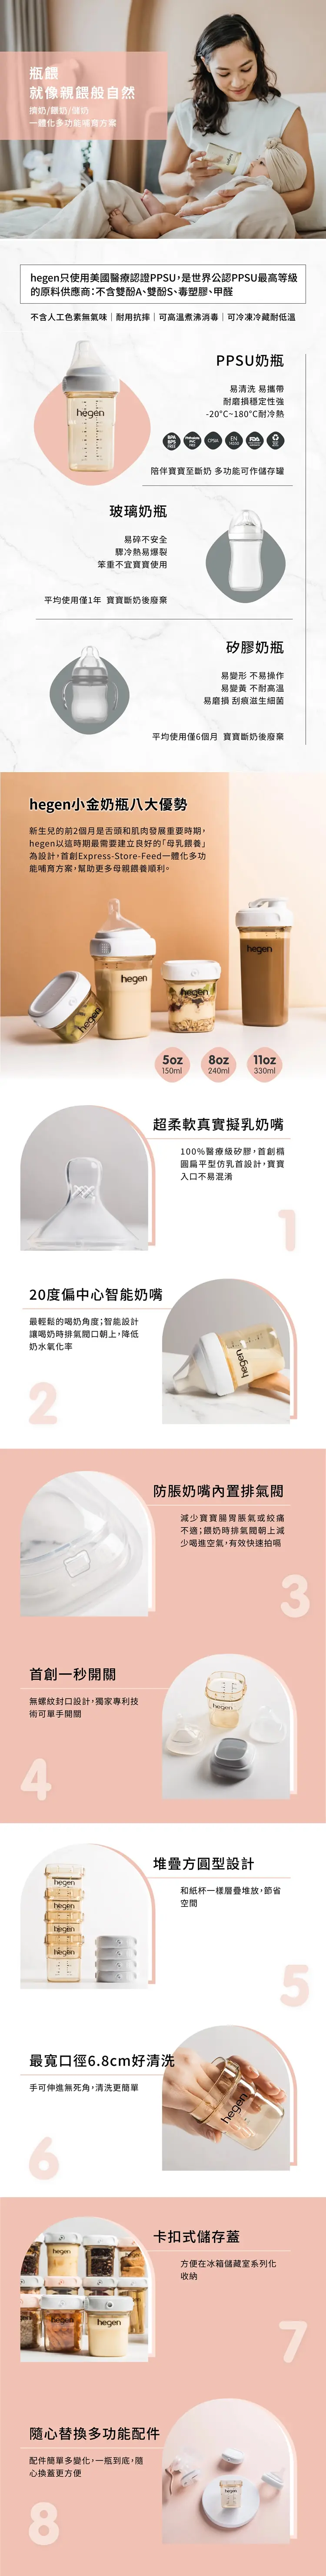 瓶餵
就像親餵般自然
擠奶/餵奶/儲奶
一體化多功能哺育方案
hegen只使用美國醫療認證PPSU,是世界公認PPSU最高等級
的原料供應商:不含雙酚A、雙酚S、毒塑膠、甲醛
不含人工色素無氣味|耐用抗摔|可高溫煮沸消毒|可冷凍冷藏耐低溫
PPSU奶瓶
易清洗 易攜帶
耐磨損穩定性強
-20°C~180°C耐冷熱
hegen
陪伴寶寶至斷奶 多功能可作儲存罐
玻璃奶瓶
易碎不安全
驟冷熱易爆裂
笨重不宜寶寶使用
平均使用僅1年 寶寶斷奶後廢棄
矽膠奶瓶
易變形 不易操作
易變黃 不耐高溫
易磨損 刮痕滋生細菌
平均使用僅6個月 寶寶斷奶後廢棄
hegen小金奶瓶八大優勢
新生兒的前2個月是舌頭和肌肉發展重要時期,
hegen以這時期最需要建立良好的「母乳餵養」
為設計,首創Express-Store-Feed一體化多功
能哺育方案,幫助更多母親餵養順利。
hegen
hegen
hegen
hegen
5oz
150ml
8oz
240ml
11oz
330ml
超柔軟真實擬乳奶嘴
100%醫療級矽膠,首創橢
圓扁平型仿乳首設計,寶寶
入口不易混淆
1
20度偏中心智能奶嘴
最輕鬆的喝奶角度;智能設計
讓喝奶時排氣閥口朝上,降低
奶水氧化率
hegen
2
防脹奶嘴內置排氣閥
減少寶寶腸胃脹氣或絞痛
不適;餵奶時排氣閥朝上減
少喝進空氣,有效快速拍嗝
3
首創一秒開關
無螺紋封口設計,獨家專利技
術可單手開關
hegen
4
堆疊方圓型設計
和紙杯一樣層疊堆放,節省
空間
hegen
hegen
hegen
hegen
hegen
5
最寬口徑6.8cm好清洗
手可伸進無死角,清洗更簡單
hegen
6
卡扣式儲存蓋
方便在冰箱儲藏室系列化
收納
hegen
hegen
hegen
7
隨心替換多功能配件
配件簡單多變化,一瓶到底,隨
心換蓋更方便
hegen
8